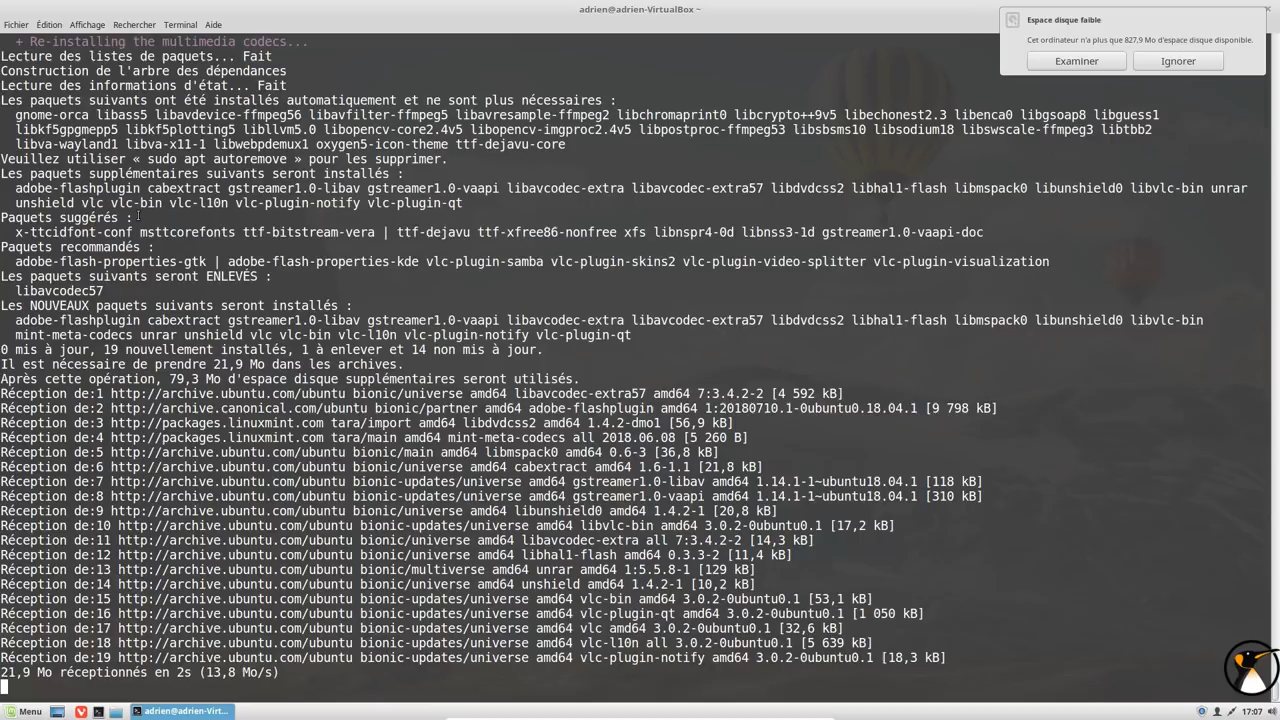 adrien@adrien-VirtualBox ~
Fichier Édition Affichage Rechercher Terminal Aide
Espace disque faible
Cet ordinateur n'a plus que 827,9 Mo d'espace disque disponible.
Examiner Ignorer
+ Re-installing the multimedia codecs...
Lecture des listes de paquets... Fait
Construction de l'arbre des dépendances
Lecture des informations d'état... Fait
Les paquets suivants ont été installés automatiquement et ne sont plus nécessaires :
gnome-orca libass5 libavdevice-ffmpeg56 libavfilter-ffmpeg5 libavresample-ffmpeg2 libchromaprint0 libcrypto++9v5 libechonest2.3 libenca0 libgsoap8 libguess1
libkf5gpgmepp5 libkf5plotting5 libllvm5.0 libopencv-core2.4v5 libopencv-imgproc2.4v5 libpostproc-ffmpeg53 libsbsms10 libsodium18 libswscale-ffmpeg3 libtbb2
libva-wayland1 libva-x11-1 libwebpdemux1 oxygen5-icon-theme ttf-dejavu-core
Veuillez utiliser « sudo apt autoremove » pour les supprimer.
Les paquets supplémentaires suivants seront installés :
adobe-flashplugin cabextract gstreamer1.0-libav gstreamer1.0-vaapi libavcodec-extra libavcodec-extra57 libdvdcss2 libhal1-flash libmspack0 libunshield0 libvlc-bin unrar
unshield vlc vlc-bin vlc-l10n vlc-plugin-notify vlc-plugin-qt
Paquets suggérés :
x-ttcidfont-conf msttcorefonts ttf-bitstream-vera | ttf-dejavu ttf-xfree86-nonfree xfs libnspr4-0d libnss3-1d gstreamer1.0-vaapi-doc
Paquets recommandés :
adobe-flash-properties-gtk | adobe-flash-properties-kde vlc-plugin-samba vlc-plugin-skins2 vlc-plugin-video-splitter vlc-plugin-visualization
Les paquets suivants seront ENLEVÉS :
libavcodec57
Les NOUVEAUX paquets suivants seront installés :
adobe-flashplugin cabextract gstreamer1.0-libav gstreamer1.0-vaapi libavcodec-extra libavcodec-extra57 libdvdcss2 libhal1-flash libmspack0 libunshield0 libvlc-bin
mint-meta-codecs unrar unshield vlc vlc-bin vlc-l10n vlc-plugin-notify vlc-plugin-qt
0 mis à jour, 19 nouvellement installés, 1 à enlever et 14 non mis à jour.
Il est nécessaire de prendre 21,9 Mo dans les archives.
Après cette opération, 79,3 Mo d'espace disque supplémentaires seront utilisés.
Réception de:1 http://archive.ubuntu.com/ubuntu bionic/universe amd64 libavcodec-extra57 amd64 7:3.4.2-2 [4 592 kB]
Réception de:2 http://archive.canonical.com/ubuntu bionic/partner amd64 adobe-flashplugin amd64 1:20180710.1-0ubuntu0.18.04.1 [9 798 kB]
Réception de:3 http://packages.linuxmint.com tara/import amd64 libdvdcss2 amd64 1.4.2-dmo1 [56,9 kB]
Réception de:4 http://packages.linuxmint.com tara/main amd64 mint-meta-codecs all 2018.06.08 [5 260 B]
Réception de:5 http://archive.ubuntu.com/ubuntu bionic/main amd64 libmspack0 amd64 0.6-3 [36,8 kB]
Réception de:6 http://archive.ubuntu.com/ubuntu bionic/universe amd64 cabextract amd64 1.6-1.1 [21,8 kB]
Réception de:7 http://archive.ubuntu.com/ubuntu bionic-updates/universe amd64 gstreamer1.0-libav amd64 1.14.1-1~ubuntu18.04.1 [118 kB]
Réception de:8 http://archive.ubuntu.com/ubuntu bionic-updates/universe amd64 gstreamer1.0-vaapi amd64 1.14.1-1~ubuntu18.04.1 [310 kB]
Réception de:9 http://archive.ubuntu.com/ubuntu bionic/universe amd64 libunshield0 amd64 1.4.2-1 [20,8 kB]
Réception de:10 http://archive.ubuntu.com/ubuntu bionic-updates/universe amd64 libvlc-bin amd64 3.0.2-0ubuntu0.1 [17,2 kB]
Réception de:11 http://archive.ubuntu.com/ubuntu bionic/universe amd64 libavcodec-extra all 7:3.4.2-2 [14,3 kB]
Réception de:12 http://archive.ubuntu.com/ubuntu bionic/universe amd64 libhal1-flash amd64 0.3.3-2 [11,4 kB]
Réception de:13 http://archive.ubuntu.com/ubuntu bionic/multiverse amd64 unrar amd64 1:5.5.8-1 [129 kB]
Réception de:14 http://archive.ubuntu.com/ubuntu bionic/universe amd64 unshield amd64 1.4.2-1 [10,2 kB]
Réception de:15 http://archive.ubuntu.com/ubuntu bionic-updates/universe amd64 vlc-bin amd64 3.0.2-0ubuntu0.1 [53,1 kB]
Réception de:16 http://archive.ubuntu.com/ubuntu bionic-updates/universe amd64 vlc-plugin-qt amd64 3.0.2-0ubuntu0.1 [1 050 kB]
Réception de:17 http://archive.ubuntu.com/ubuntu bionic-updates/universe amd64 vlc amd64 3.0.2-0ubuntu0.1 [32,6 kB]
Réception de:18 http://archive.ubuntu.com/ubuntu bionic-updates/universe amd64 vlc-l10n all 3.0.2-0ubuntu0.1 [5 639 kB]
Réception de:19 http://archive.ubuntu.com/ubuntu bionic-updates/universe amd64 vlc-plugin-notify amd64 3.0.2-0ubuntu0.1 [18,3 kB]
21,9 Mo réceptionnés en 2s (13,8 Mo/s)
Menu adrien@adrien-Virt... 17:07